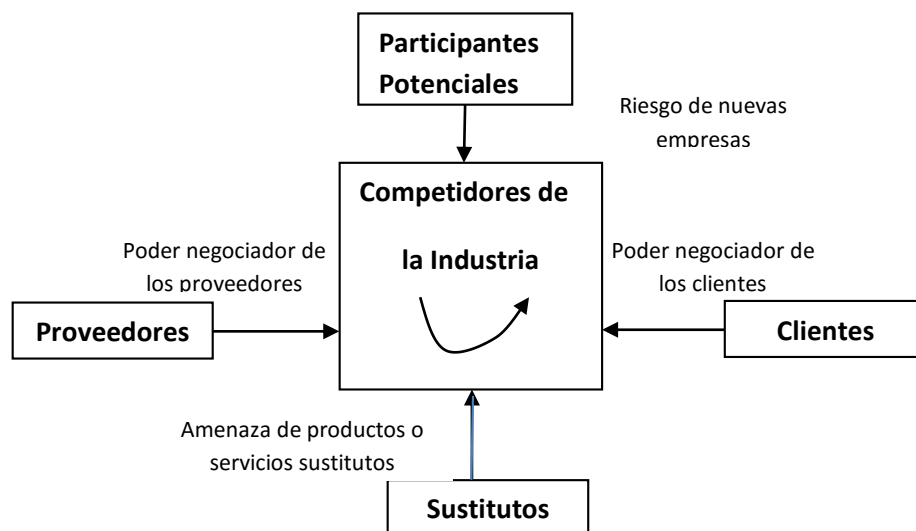 Participantes
Potenciales
Riesgo de nuevas
empresas
Competidores de
la Industria
Poder negociador de
los proveedores
Poder negociador de
los clientes
Proveedores
Clientes
Amenaza de productos o
servicios sustitutos
Sustitutos